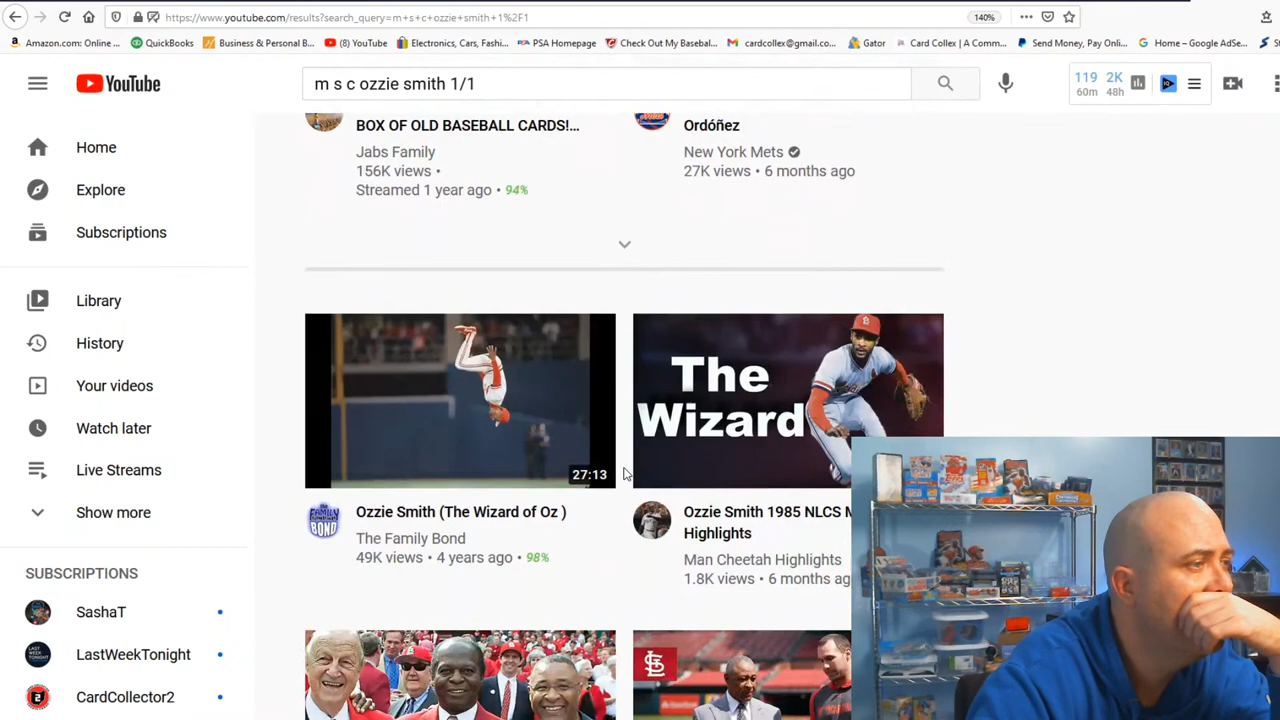 https://www.youtube.com/results?search_query=m+s+c+ozzie+smith+1%2F1
140%
Amazon.com: Online ...
QuickBooks
Business & Personal B...
(8) YouTube
Electronics, Cars, Fashi...
PSA Homepage
Check Out My Basebal...
cardcollex@gmail.co...
Gator
Card Collex | A Comm...
Send Money, Pay Onli...
Home – Google AdSe...
YouTube
m s c ozzie smith 1/1
119 2K
60m 48h
Home
Explore
Subscriptions
Library
History
Your videos
Watch later
Live Streams
Show more
SUBSCRIPTIONS
SashaT
LastWeekTonight
CardCollector2
BOX OF OLD BASEBALL CARDS!...
Jabs Family
156K views •
Streamed 1 year ago • 94%
Ordóñez
New York Mets
27K views • 6 months ago
27:13
Ozzie Smith (The Wizard of Oz )
The Family Bond
49K views • 4 years ago • 98%
The
Wizard
Ozzie Smith 1985 NLCS M
Highlights
Man Cheetah Highlights
1.8K views • 6 months ag